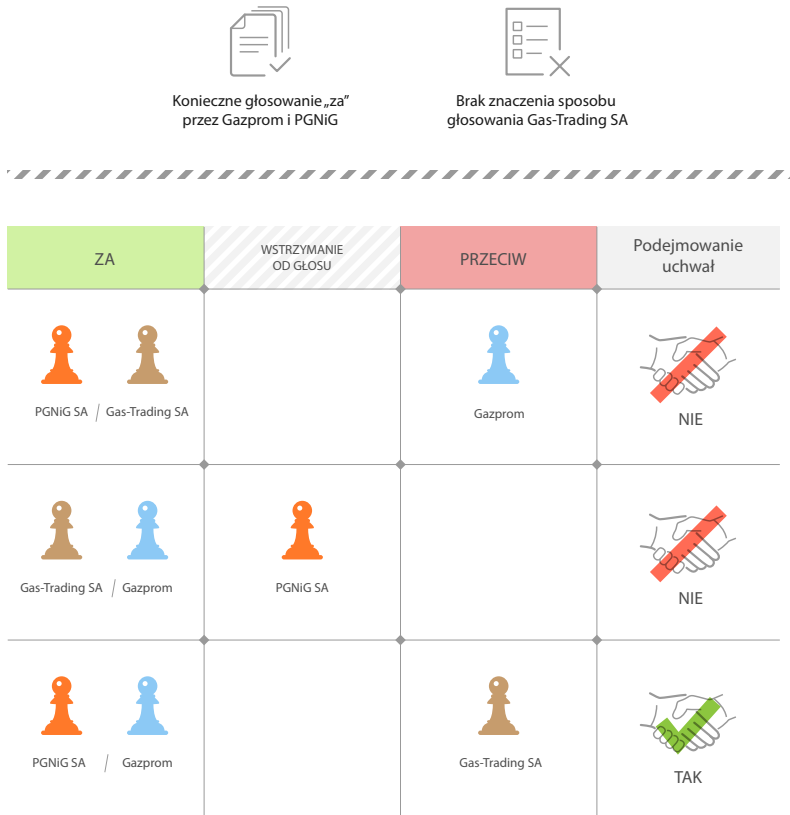 Konieczne głosowanie „za”
przez Gazprom i PGNiG
Brak znaczenia sposobu
głosowania Gas-Trading SA
ZA
WSTRZYMANIE
OD GŁOSU
PRZECIW
Podejmowanie
uchwał
PGNiG SA / Gas-Trading SA
Gazprom
NIE
Gas-Trading SA / Gazprom
PGNiG SA
NIE
PGNiG SA / Gazprom
Gas-Trading SA
TAK